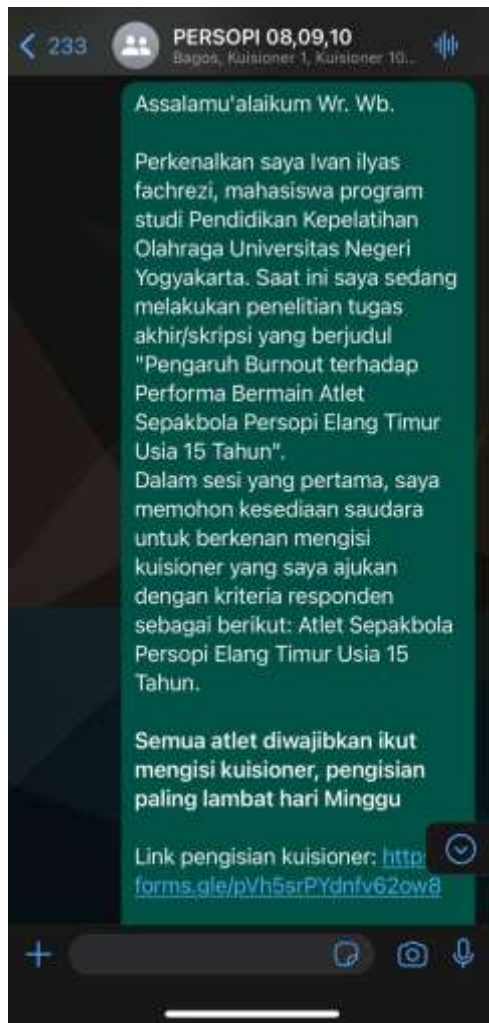 233
PERSOPI 08,09,10
Bagos, Kuisioner 1, Kuisioner 10...
Assalamu'alaikum Wr. Wb.
Perkenalkan saya Ivan ilyas
fachrezi, mahasiswa program
studi Pendidikan Kepelatihan
Olahraga Universitas Negeri
Yogyakarta. Saat ini saya sedang
melakukan penelitian tugas
akhir/skripsi yang berjudul
"Pengaruh Burnout terhadap
Performa Bermain Atlet
Sepakbola Persopi Elang Timur
Usia 15 Tahun".
Dalam sesi yang pertama, saya
memohon kesediaan saudara
untuk berkenan mengisi
kuisioner yang saya ajukan
dengan kriteria responden
sebagai berikut: Atlet Sepakbola
Persopi Elang Timur Usia 15
Tahun.
Semua atlet diwajibkan ikut
mengisi kuisioner, pengisian
paling lambat hari Minggu
Link pengisian kuisioner: http
forms.gle/pVh5srPYdnfv62ow8